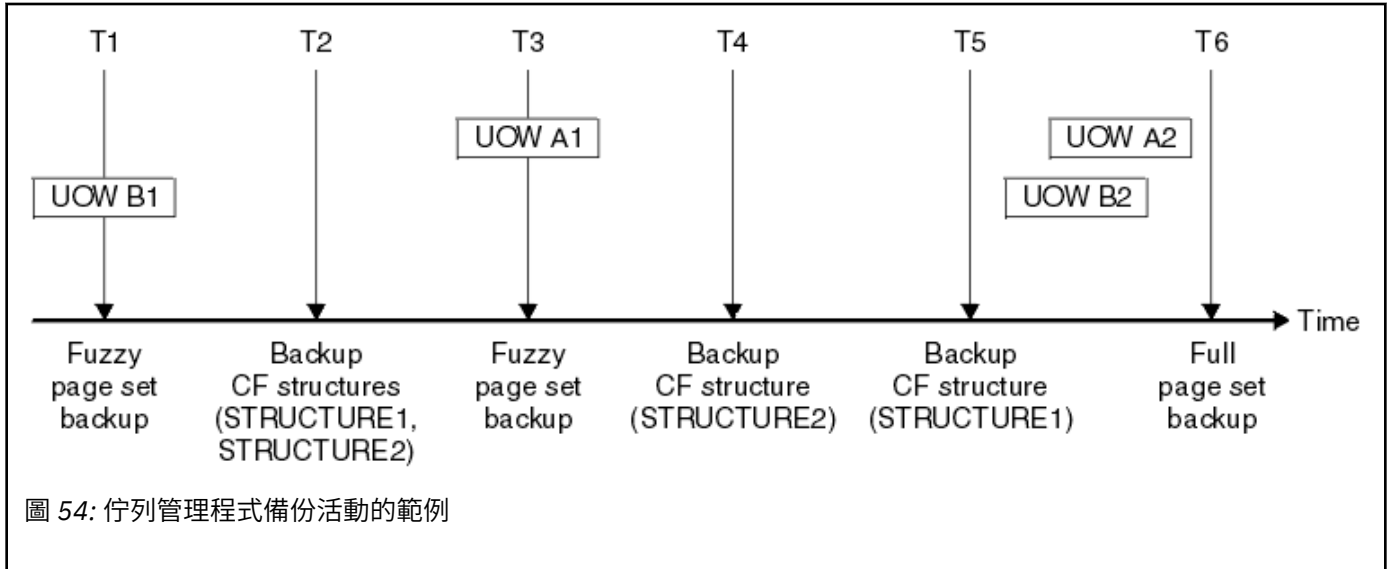 T1 T2 T3 T4 T5 T6
UOW A1 UOW A2
UOW B1 UOW B2
Time
Fuzzy Backup Fuzzy Backup Backup Full
page set CF structures page set CF structure CF structure page set
backup (STRUCTURE1, backup (STRUCTURE2) (STRUCTURE1) backup
STRUCTURE2)
圖 54: 佇列管理程式備份活動的範例